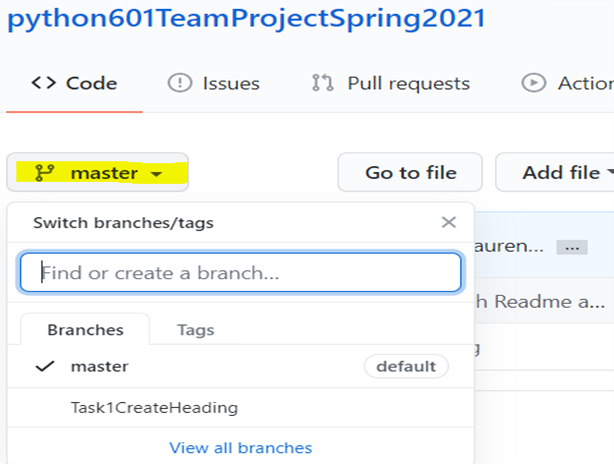 python601TeamProjectSpring2021
Code Issues Pull requests
master Go to file Add file
Switch branches/tags
Find or create a branch... auren... ...
Readme a...
Branches Tags
master default
Task1CreateHeading
View all branches